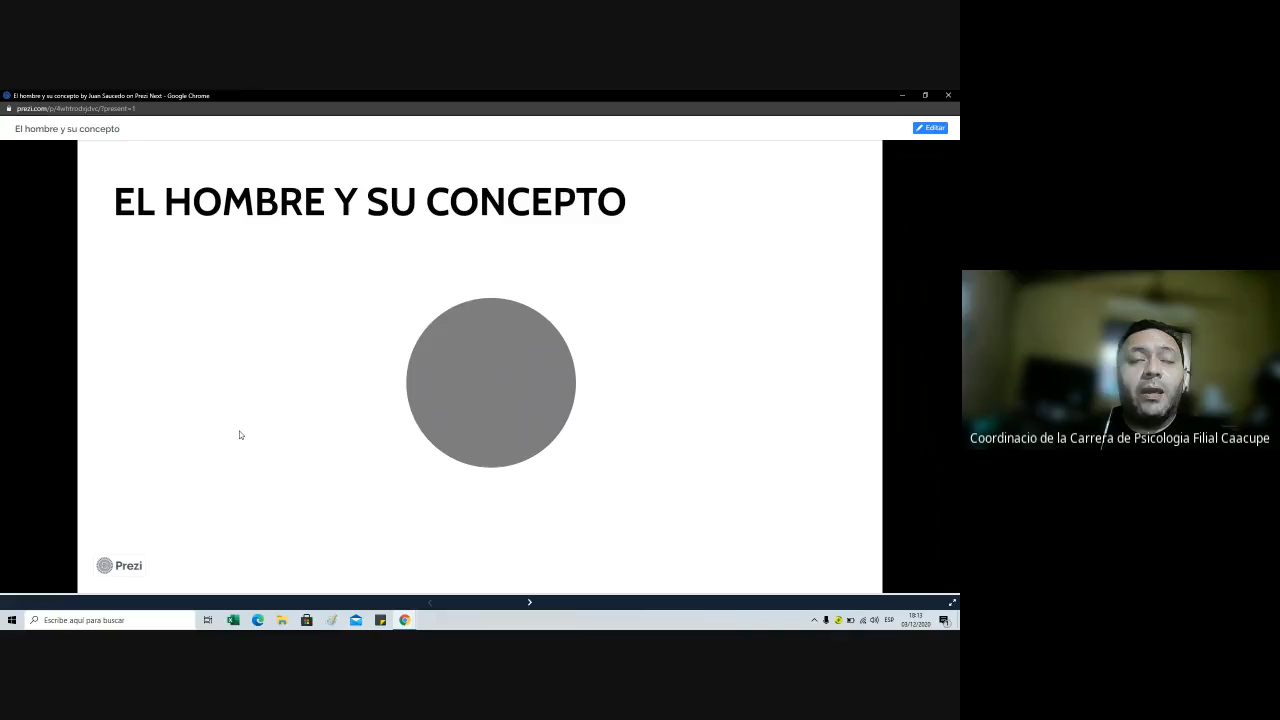 El hombre y su concepto by Juan Saucedo on Prezi Next - Google Chrome
El hombre y su concepto
Editar
EL HOMBRE Y SU CONCEPTO
Prezi
Coordinacio de la Carrera de Psicologia Filial Caacupe
Escribe aquí para buscar
ESP
18:13
03/12/2020